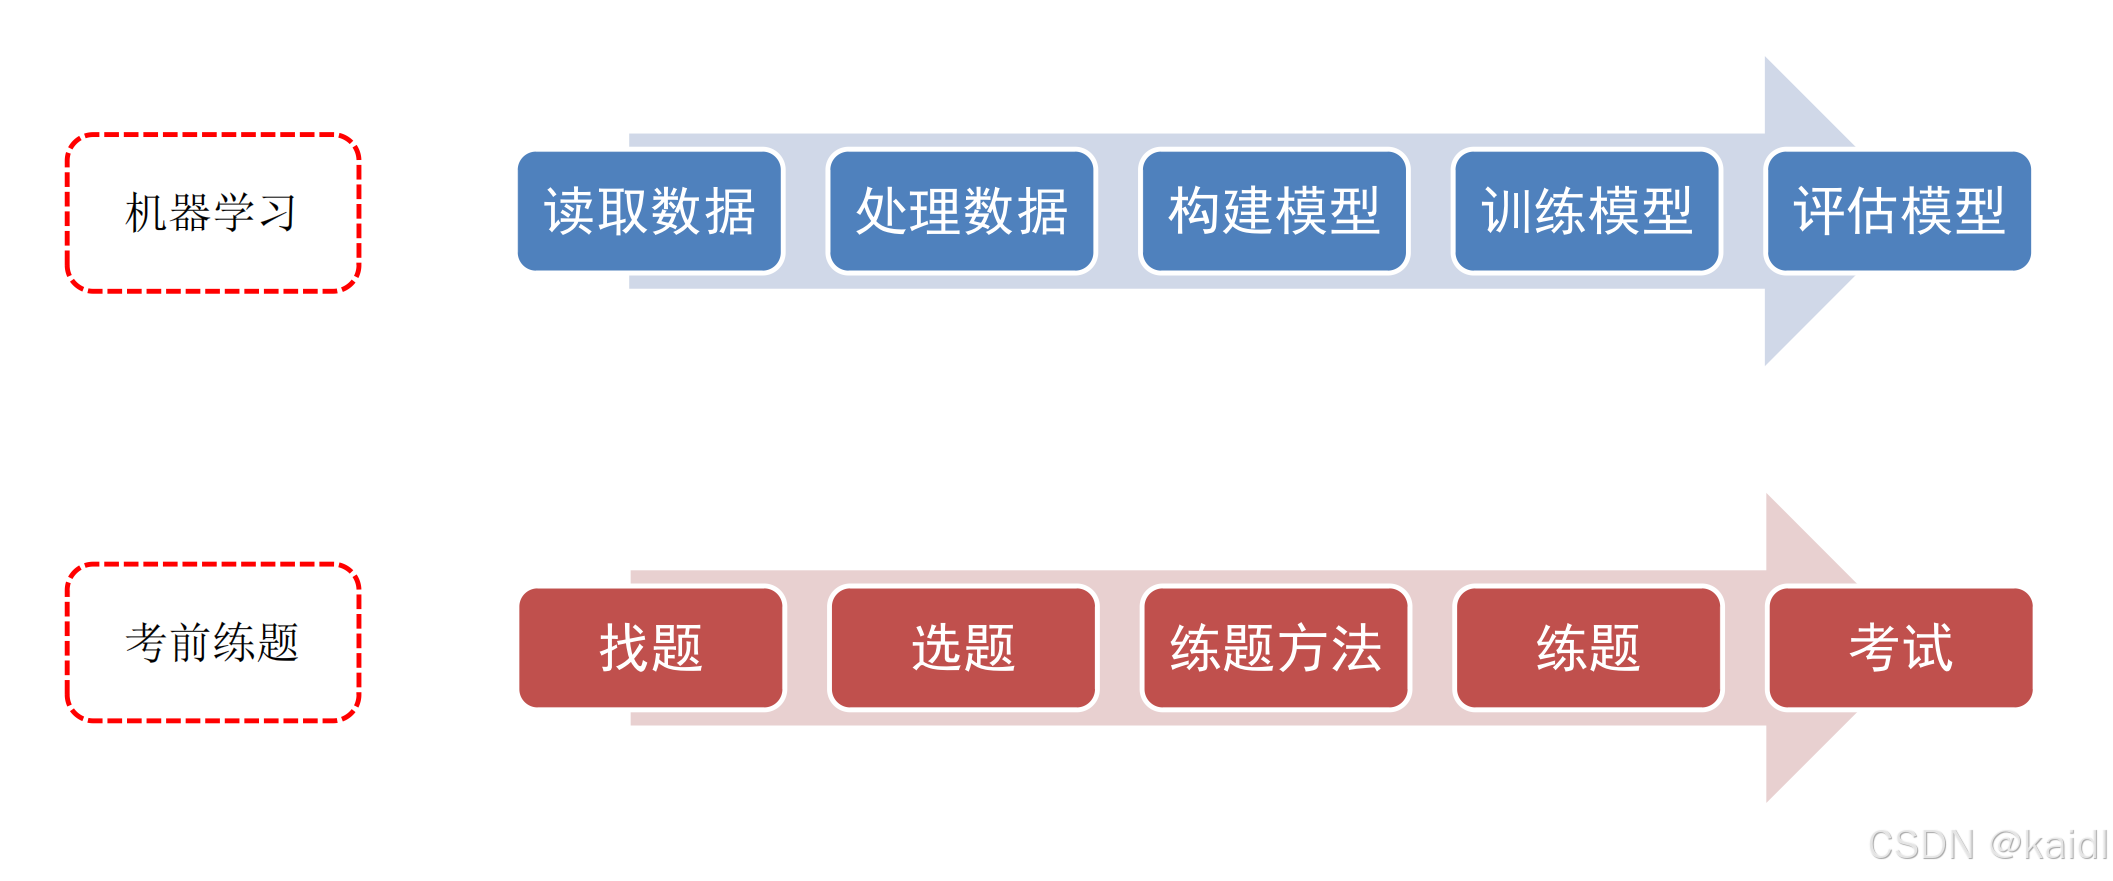 机器学习
读取数据
处理数据
构建模型
训练模型
评估模型
考前练题
找题
选题
练题方法
练题
考试
CSDN @kaidl